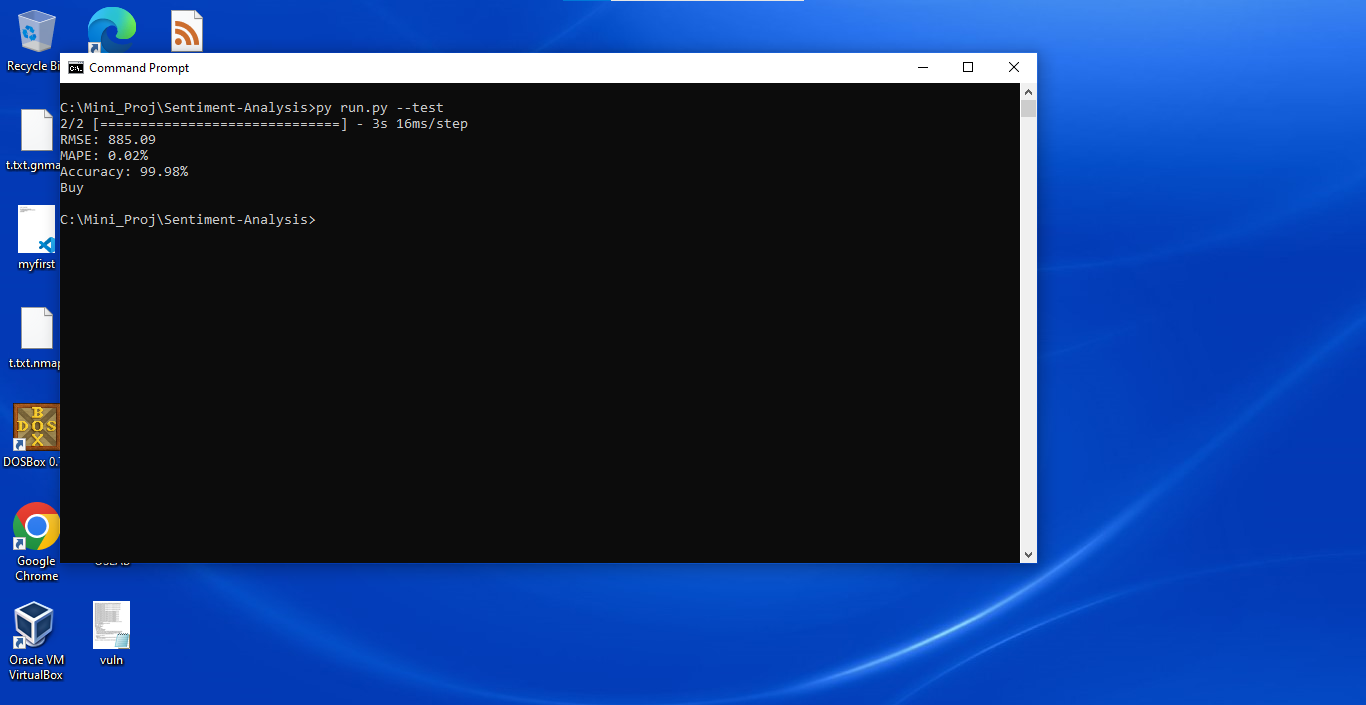 Recycle Bi
Command Prompt
C:\Mini_Proj\Sentiment-Analysis>py run.py --test
2/2 [==============================] - 3s 16ms/step
RMSE: 885.09
MAPE: 0.02%
Accuracy: 99.98%
Buy
C:\Mini_Proj\Sentiment-Analysis>
t.txt.gnma
myfirst
t.txt.nmap
BOX
DOS
DOSBox 0.7
Google
Chrome
Oracle VM
VirtualBox
vuln